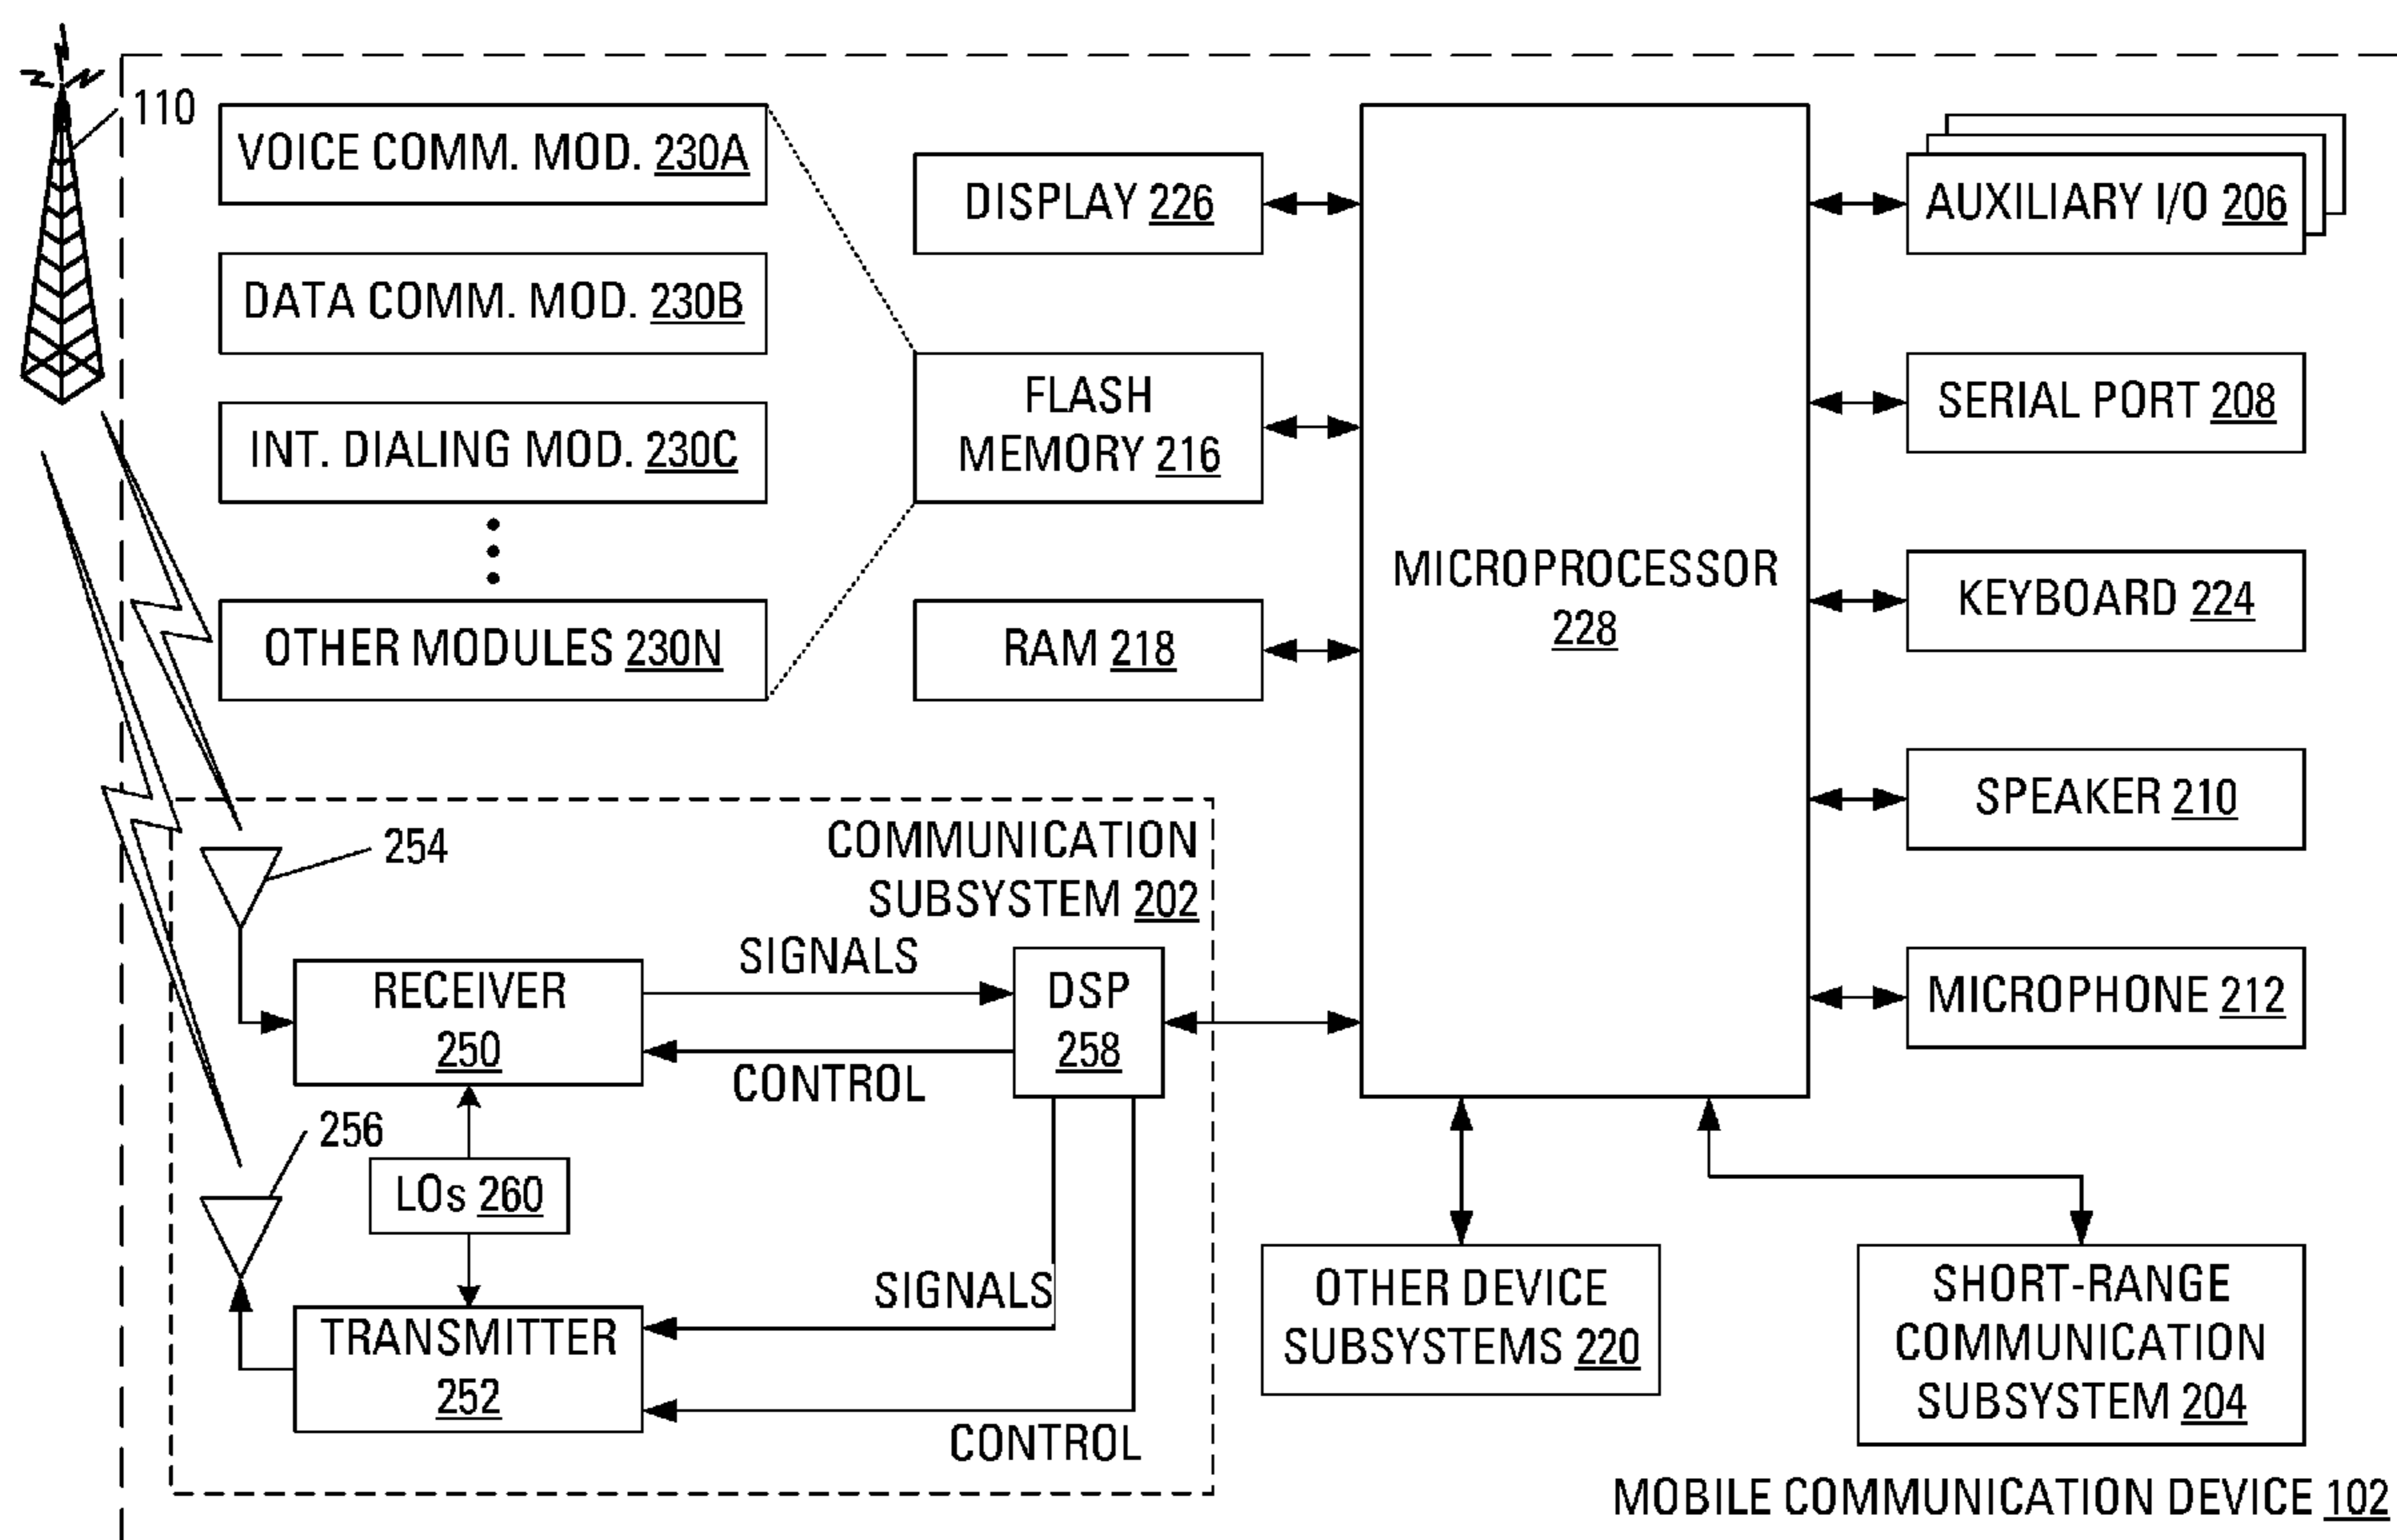 110
VOICE COMM. MOD. 230A
DATA COMM. MOD. 230B
INT. DIALING MOD. 230C
OTHER MODULES 230N
DISPLAY 226
FLASH
MEMORY 216
RAM 218
MICROPROCESSOR
228
AUXILIARY I/O 206
SERIAL PORT 208
KEYBOARD 224
SPEAKER 210
MICROPHONE 212
COMMUNICATION
SUBSYSTEM 202
254
RECEIVER
250
SIGNALS
CONTROL
DSP
258
256
LOs 260
TRANSMITTER
252
SIGNALS
CONTROL
OTHER DEVICE
SUBSYSTEMS 220
SHORT-RANGE
COMMUNICATION
SUBSYSTEM 204
MOBILE COMMUNICATION DEVICE 102